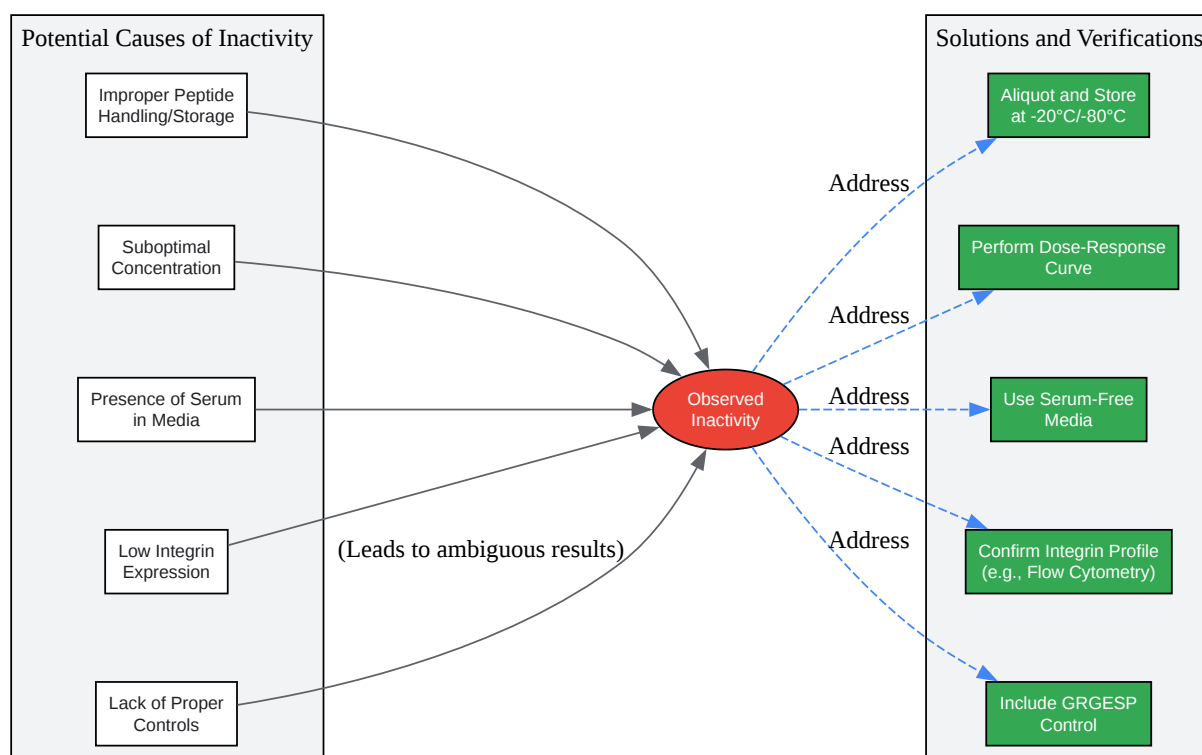 Potential Causes of Inactivity
Improper Peptide
Handling/Storage
Suboptimal
Concentration
Presence of Serum
in Media
Low Integrin
Expression
Lack of Proper
Controls
(Leads to ambiguous results)
Observed
Inactivity
Address
Address
Address
Address
Address
Solutions and Verifications
Aliquot and Store
at -20°C/-80°C
Perform Dose-Response
Curve
Use Serum-Free
Media
Confirm Integrin Profile
(e.g., Flow Cytometry)
Include GRGESP
Control